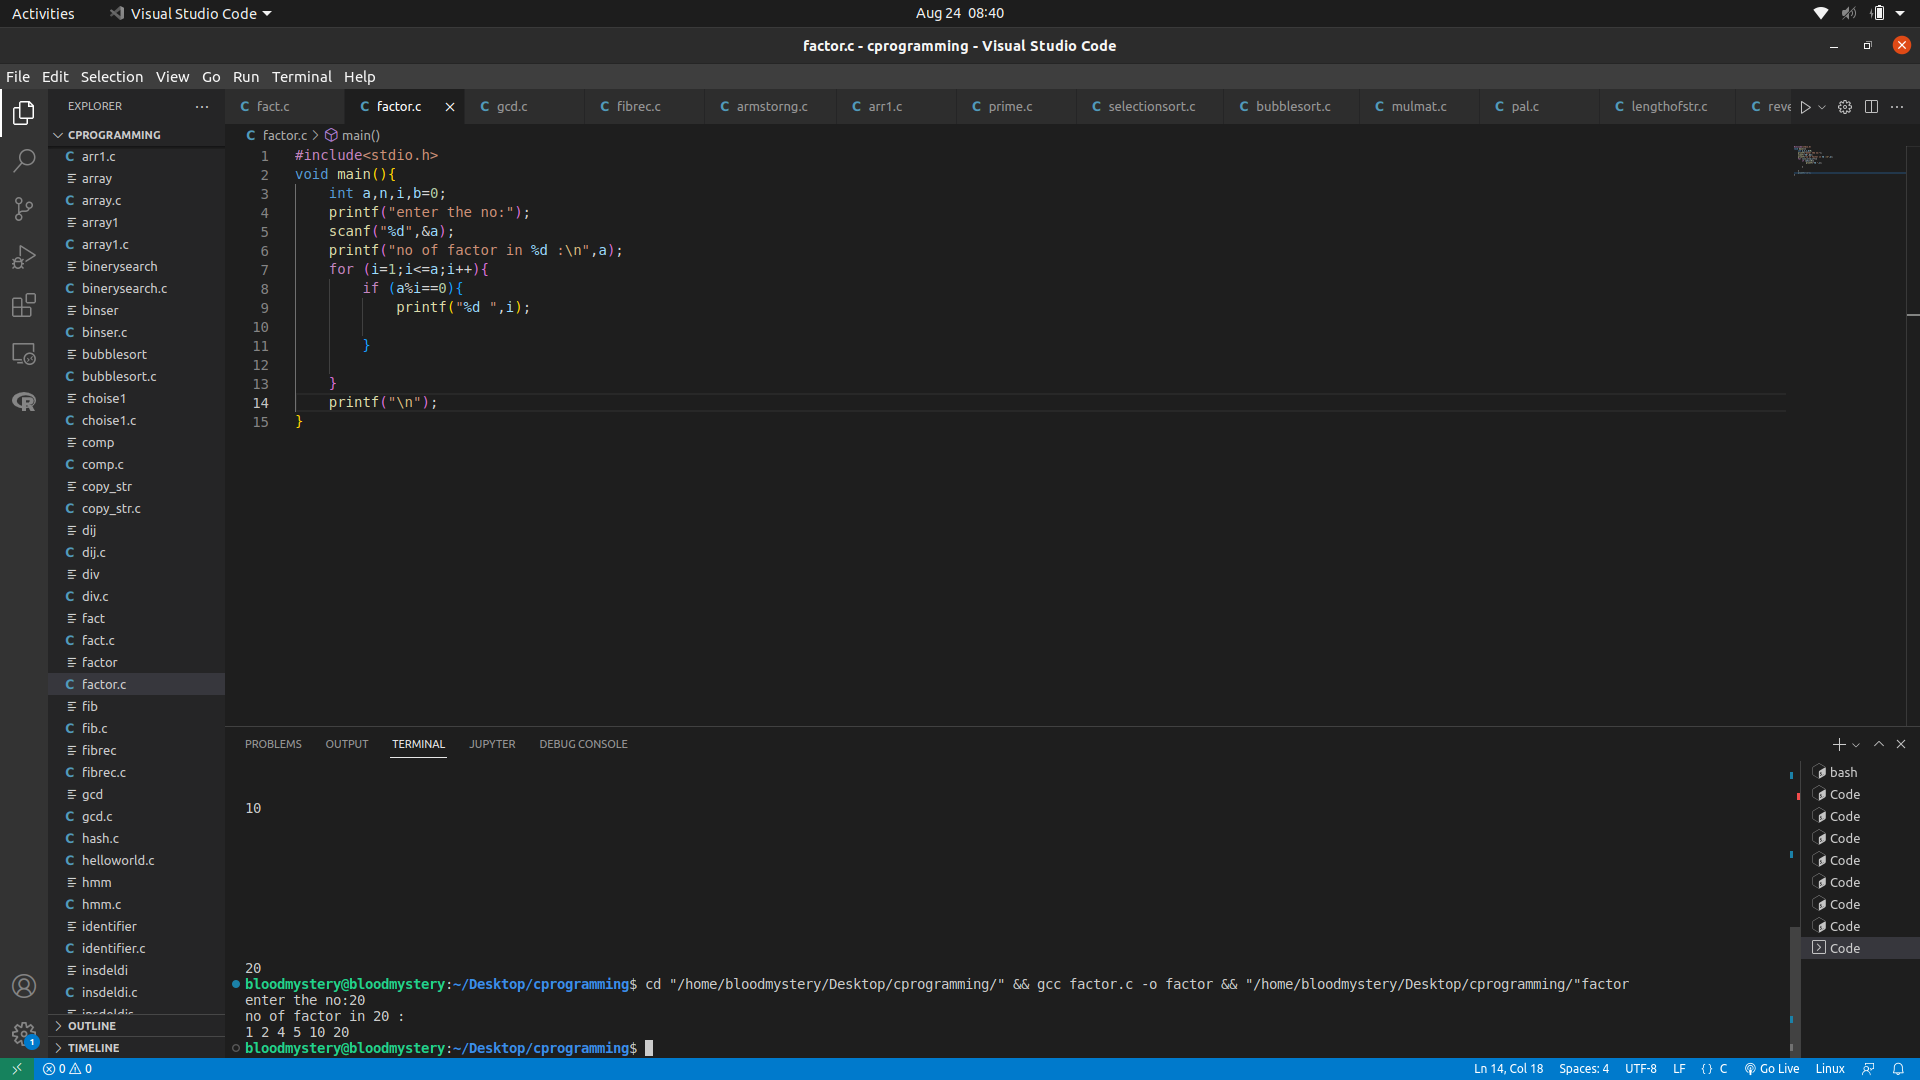 Activities Visual Studio Code Aug 24 08:40
factor.c - cprogramming - Visual Studio Code
File Edit Selection View Go Run Terminal Help
EXPLORER
CPROGRAMMING
arr1.c
array
array.c
array1
array1.c
binerysearch
binerysearch.c
binser
binser.c
bubblesort
bubblesort.c
choise1
choise1.c
comp
comp.c
copy_str
copy_str.c
dij
dij.c
div
div.c
fact
fact.c
factor
factor.c
fib
fib.c
fibrec
fibrec.c
gcd
gcd.c
hash.c
helloworld.c
hmm
hmm.c
identifier
identifier.c
insdeldi
insdeldi.c
insdeldis
OUTLINE
TIMELINE
fact.c factor.c gcd.c fibrec.c armstorng.c arr1.c prime.c selectionsort.c bubblesort.c mulmat.c pal.c lengthofstr.c reve
factor.c > main()
1 #include<stdio.h>
2 void main(){
3 int a,n,i,b=0;
4 printf("enter the no:");
5 scanf("%d",&a);
6 printf("no of factor in %d :\n",a);
7 for (i=1;i<=a;i++){
8 if (a%i==0){
9 printf("%d ",i);
10
11 }
12
13 }
14 printf("\n");
15 }
PROBLEMS OUTPUT TERMINAL JUPYTER DEBUG CONSOLE
10
20
bloodmystery@bloodmystery:~/Desktop/cprogramming$ cd "/home/bloodmystery/Desktop/cprogramming/" && gcc factor.c -o factor && "/home/bloodmystery/Desktop/cprogramming/"factor
enter the no:20
no of factor in 20 :
1 2 4 5 10 20
bloodmystery@bloodmystery:~/Desktop/cprogramming$
bash
Code
Code
Code
Code
Code
Code
Code
Code
1
0 0 Ln 14, Col 18 Spaces: 4 UTF-8 LF {} C Go Live Linux